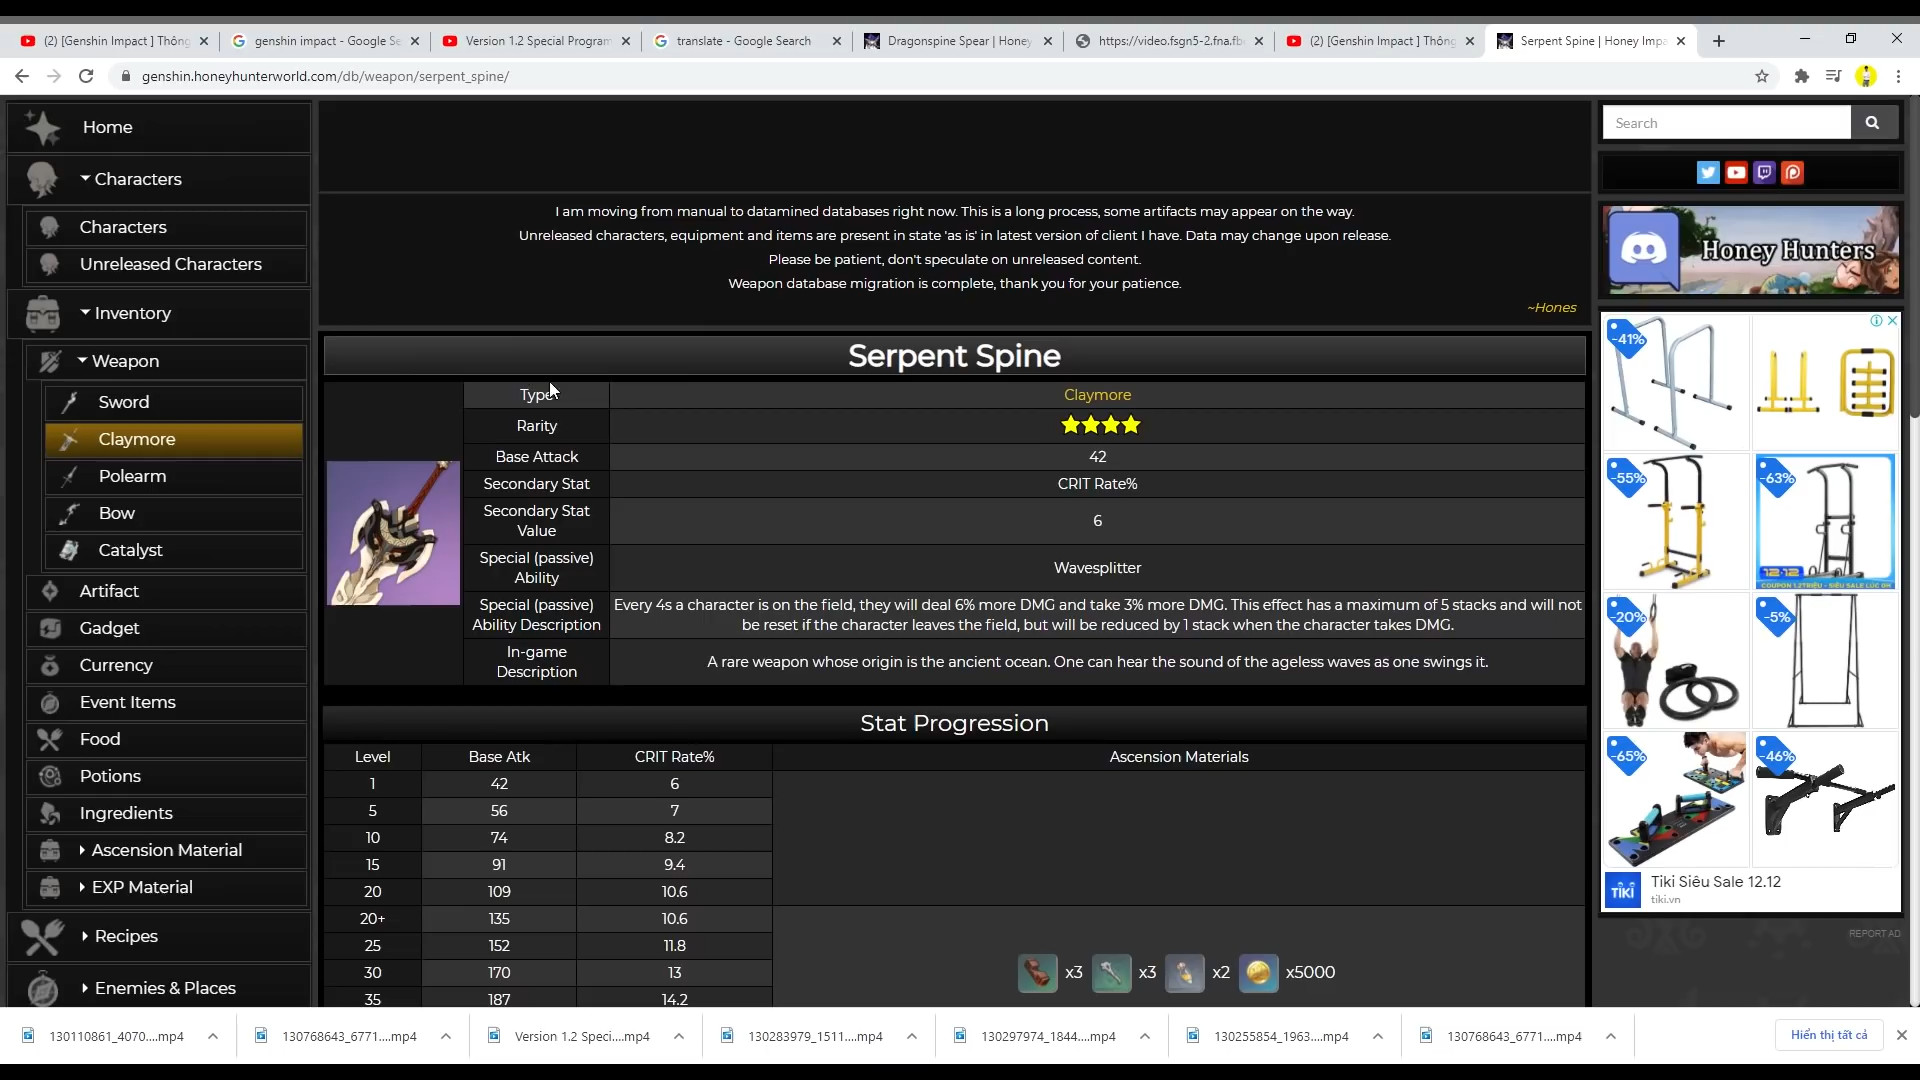 (2) [Genshin Impact ] Thông
genshin impact - Google Se
Version 1.2 Special Program
translate - Google Search
Dragonspine Spear | Honey
https://video.fsgn5-2.fna.fb
(2) [Genshin Impact ] Thông
Serpent Spine | Honey Impa
genshin.honeyhunterworld.com/db/weapon/serpent_spine/
Home
Characters
Characters
Unreleased Characters
Inventory
Weapon
Sword
Claymore
Polearm
Bow
Catalyst
Artifact
Gadget
Currency
Event Items
Food
Potions
Ingredients
Ascension Material
EXP Material
Recipes
Enemies & Places
I am moving from manual to datamined databases right now. This is a long process, some artifacts may appear on the way.
Unreleased characters, equipment and items are present in state 'as is' in latest version of client I have. Data may change upon release.
Please be patient, don't speculate on unreleased content.
Weapon database migration is complete, thank you for your patience.
~Hones
Serpent Spine
Type Claymore
Rarity
Base Attack 42
Secondary Stat CRIT Rate%
Secondary Stat Value 6
Special (passive) Ability Wavesplitter
Special (passive) Ability Description
Every 4s a character is on the field, they will deal 6% more DMG and take 3% more DMG. This effect has a maximum of 5 stacks and will not
be reset if the character leaves the field, but will be reduced by 1 stack when the character takes DMG.
In-game Description
A rare weapon whose origin is the ancient ocean. One can hear the sound of the ageless waves as one swings it.
Stat Progression
Level Base Atk CRIT Rate% Ascension Materials
1 42 6
5 56 7
10 74 8.2
15 91 9.4
20 109 10.6
20+ 135 10.6
25 152 11.8
30 170 13
35 187 14.2
x3 x3 x2 x5000
Search
Honey Hunters
-41%
-55%
-63%
12.12
COUPON 1.2TRIỆU - SIÊU SALE LÚC 0H
-20%
-5%
-65%
-46%
TIKI
Tiki Siêu Sale 12.12
tiki.vn
REPORT AD
130110861_4070....mp4
130768643_6771....mp4
Version 1.2 Speci....mp4
130283979_1511....mp4
130297974_1844....mp4
130255854_1963....mp4
130768643_6771....mp4
Hiển thị tất cả